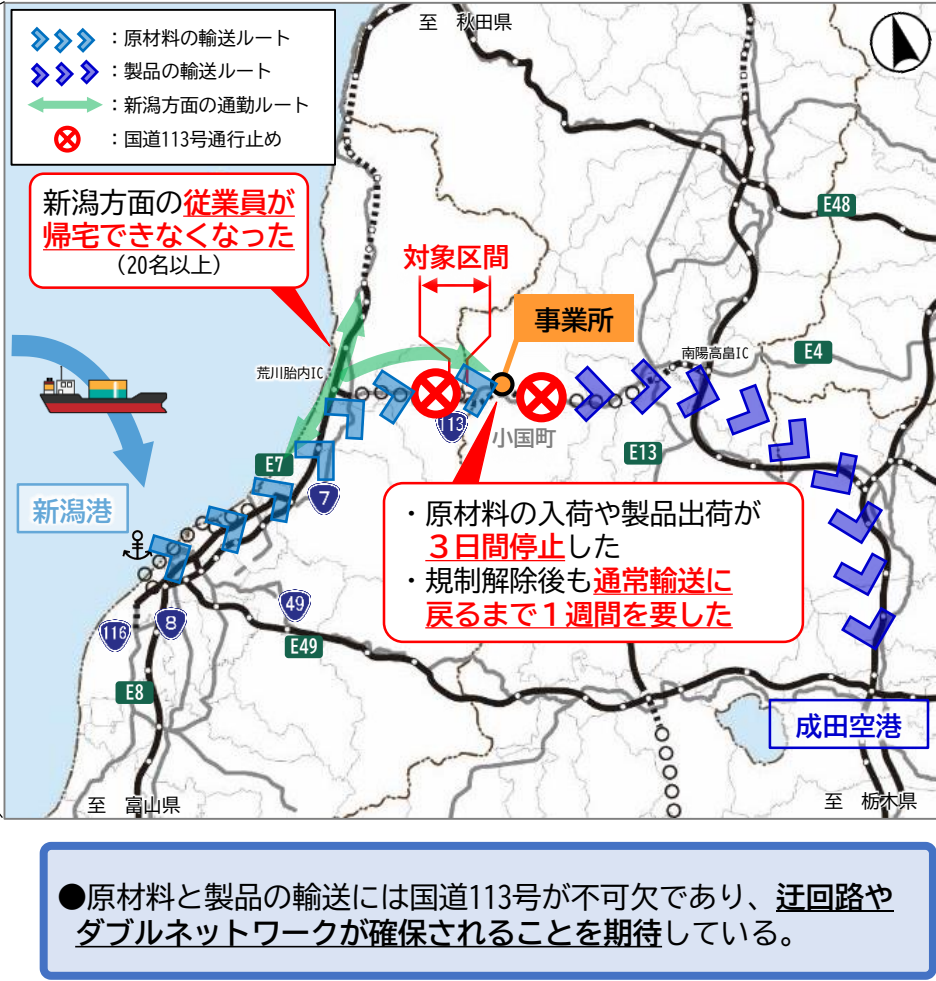 ：原材料の輸送ルート
：製品の輸送ルート
：新潟方面の通勤ルート
：国道113号通行止め
至　秋田県
新潟方面の従業員が
帰宅できなくなった
（20名以上）
対象区間
事業所
E48
南陽高畠IC
E4
荒川胎内IC
113
小国町
E13
E7
7
新潟港
・原材料の入荷や製品出荷が
３日間停止した
・規制解除後も通常輸送に
戻るまで１週間を要した
49
116
8
E49
E8
成田空港
至　富山県
至　栃木県
●原材料と製品の輸送には国道113号が不可欠であり、迂回路や
ダブルネットワークが確保されることを期待している。